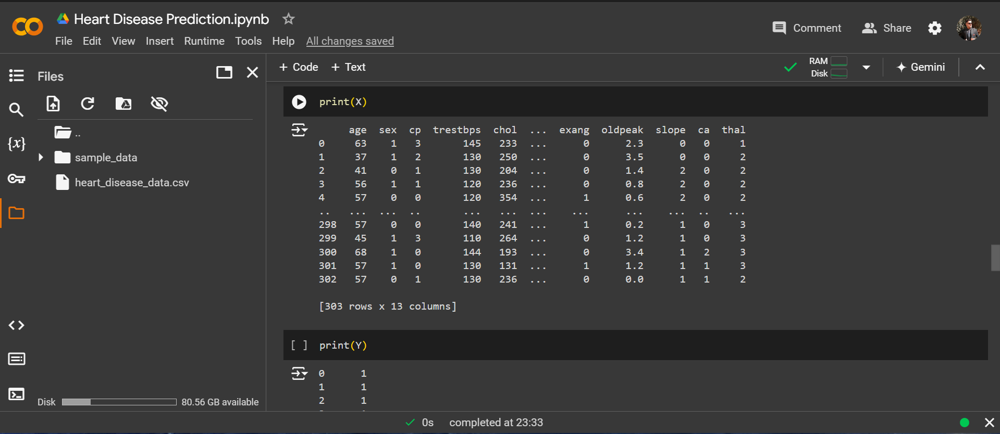 Heart Disease Prediction.ipynb
File Edit View Insert Runtime Tools Help All changes saved
Comment Share
Files
+ Code + Text
RAM
Disk
Gemini
..
sample_data
heart_disease_data.csv
{x}
Disk 80.56 GB available
print(X)
age sex cp trestbps chol ... exang oldpeak slope ca thal
0 63 1 3 145 233 ... 0 2.3 0 0 1
1 37 1 2 130 250 ... 0 3.5 0 0 2
2 41 0 1 130 204 ... 0 1.4 2 0 2
3 56 1 1 120 236 ... 0 0.8 2 0 2
4 57 0 0 120 354 ... 1 0.6 2 0 2
.. ... ... .. ... ... ... ... ... ... .. ...
298 57 0 0 140 241 ... 1 0.2 1 0 3
299 45 1 3 110 264 ... 0 1.2 1 0 3
300 68 1 0 144 193 ... 0 3.4 1 2 3
301 57 1 0 130 131 ... 1 1.2 1 1 3
302 57 0 1 130 236 ... 0 0.0 1 1 2
[303 rows x 13 columns]
[ ] print(Y)
0 1
1 1
2 1
0s completed at 23:33